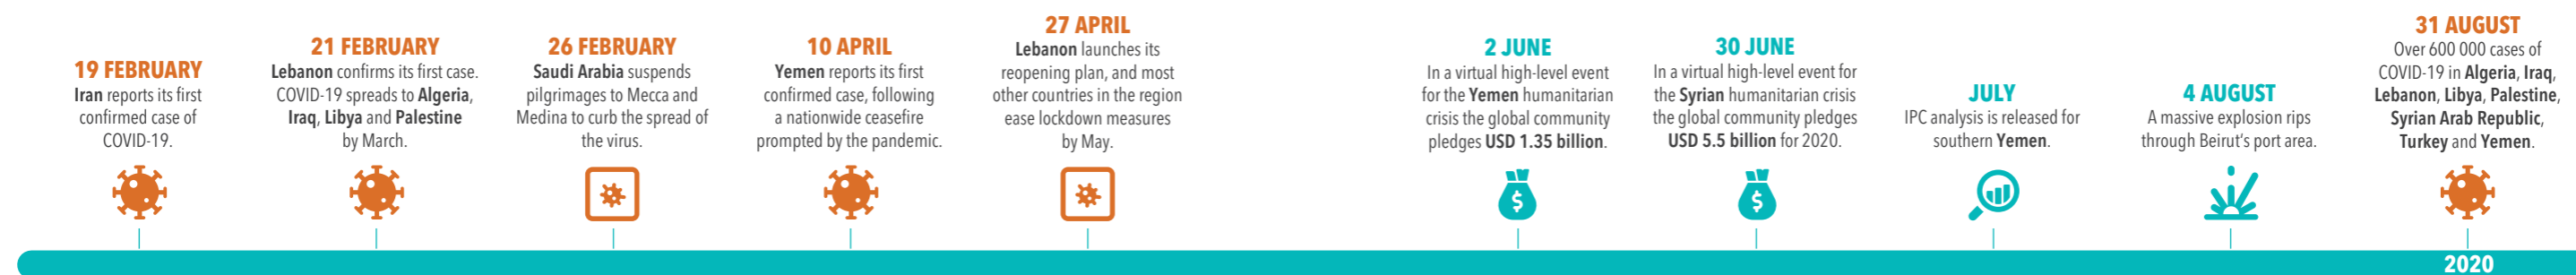 19 FEBRUARY
Iran reports its first
confirmed case of
COVID-19.
21 FEBRUARY
Lebanon confirms its first case.
COVID-19 spreads to Algeria,
Iraq, Libya and Palestine
by March.
26 FEBRUARY
Saudi Arabia suspends
pilgrimages to Mecca and
Medina to curb the spread of
the virus.
10 APRIL
Yemen reports its first
confirmed case, following
a nationwide ceasefire
prompted by the pandemic.
27 APRIL
Lebanon launches its
reopening plan, and most
other countries in the region
ease lockdown measures
by May.
2 JUNE
In a virtual high-level event
for the Yemen humanitarian
crisis the global community
pledges USD 1.35 billion.
30 JUNE
In a virtual high-level event for
the Syrian humanitarian crisis
the global community pledges
USD 5.5 billion for 2020.
JULY
IPC analysis is released for
southern Yemen.
4 AUGUST
A massive explosion rips
through Beirut's port area.
31 AUGUST
Over 600 000 cases of
COVID-19 in Algeria, Iraq,
Lebanon, Libya, Palestine,
Syrian Arab Republic,
Turkey and Yemen.
$
$
2020